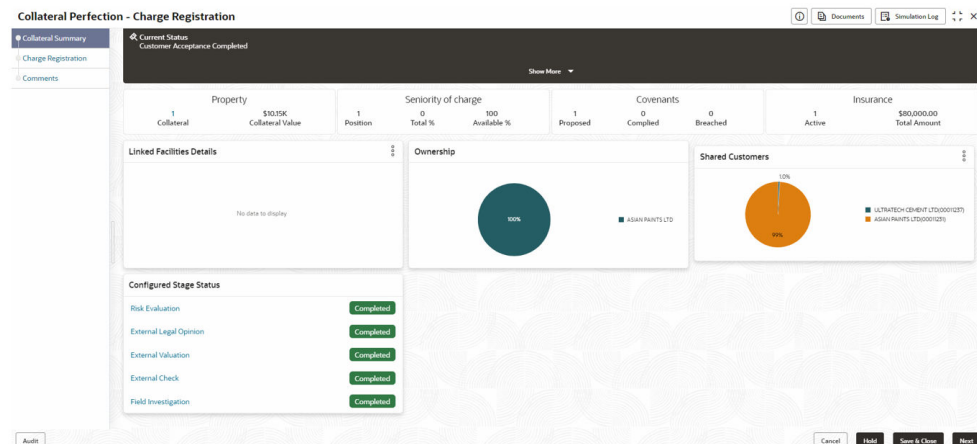 Collateral Perfection - Charge Registration
Documents
Simulation Log
Collateral Summary
Charge Registration
Comments
Current Status
Customer Acceptance Completed
Show More
Property
1
Collateral
$10.15K
Collateral Value
Seniority of charge
1
Position
0
Total %
100
Available %
Covenants
1
Proposed
0
Complied
0
Breached
Insurance
1
Active
$80,000.00
Total Amount
Linked Facilities Details
No data to display
Ownership
100%
ASIAN PAINTS LTD
Shared Customers
1.0%
99%
ULTRATECH CEMENT LTD(00011237)
ASIAN PAINTS LTD(00011231)
Configured Stage Status
Risk Evaluation Completed
External Legal Opinion Completed
External Valuation Completed
External Check Completed
Field Investigation Completed
Audit
Cancel
Hold
Save & Close
Next